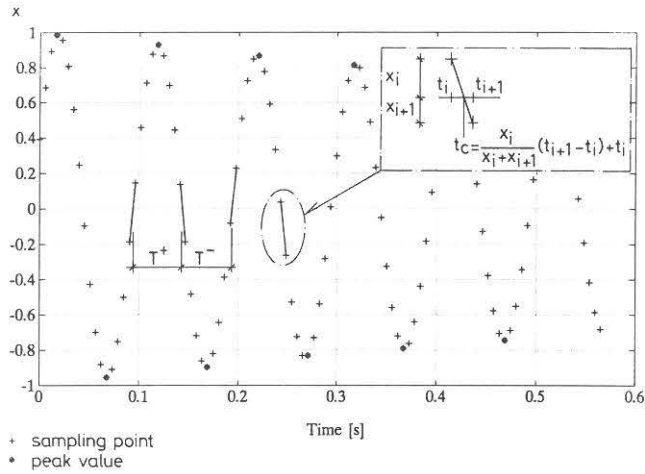 x
1
0.8
0.6
0.4
0.2
0
-0.2
-0.4
-0.6
-0.8
-1
T+ T-
xi
xi+1
ti ti+1
tc = xi / (xi + xi+1) (ti+1 - ti) + ti
0 0.1 0.2 0.3 0.4 0.5 0.6
Time [s]
+ sampling point
• peak value